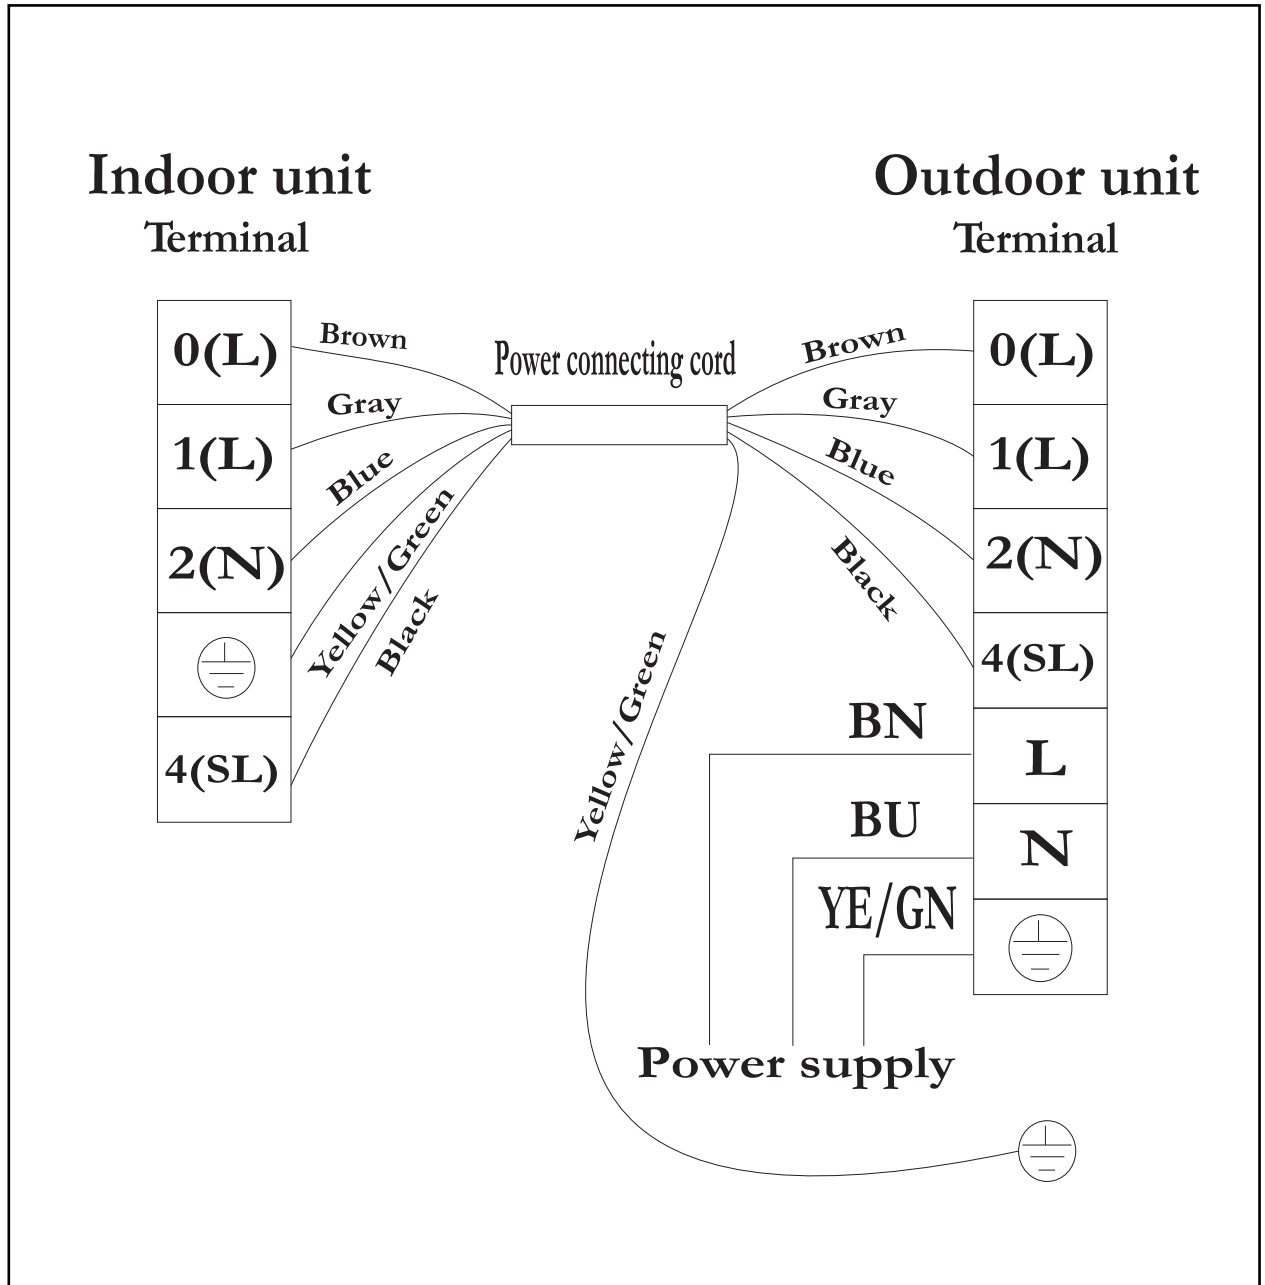 Indoor unit
Terminal
0(L)
1(L)
2(N)
4(SL)
Brown
Gray
Blue
Yellow/Green
Black
Power connecting cord
Outdoor unit
Terminal
Brown
Gray
Blue
Black
Yellow/Green
0(L)
1(L)
2(N)
4(SL)
L
N
BN
BU
YE/GN
Power supply